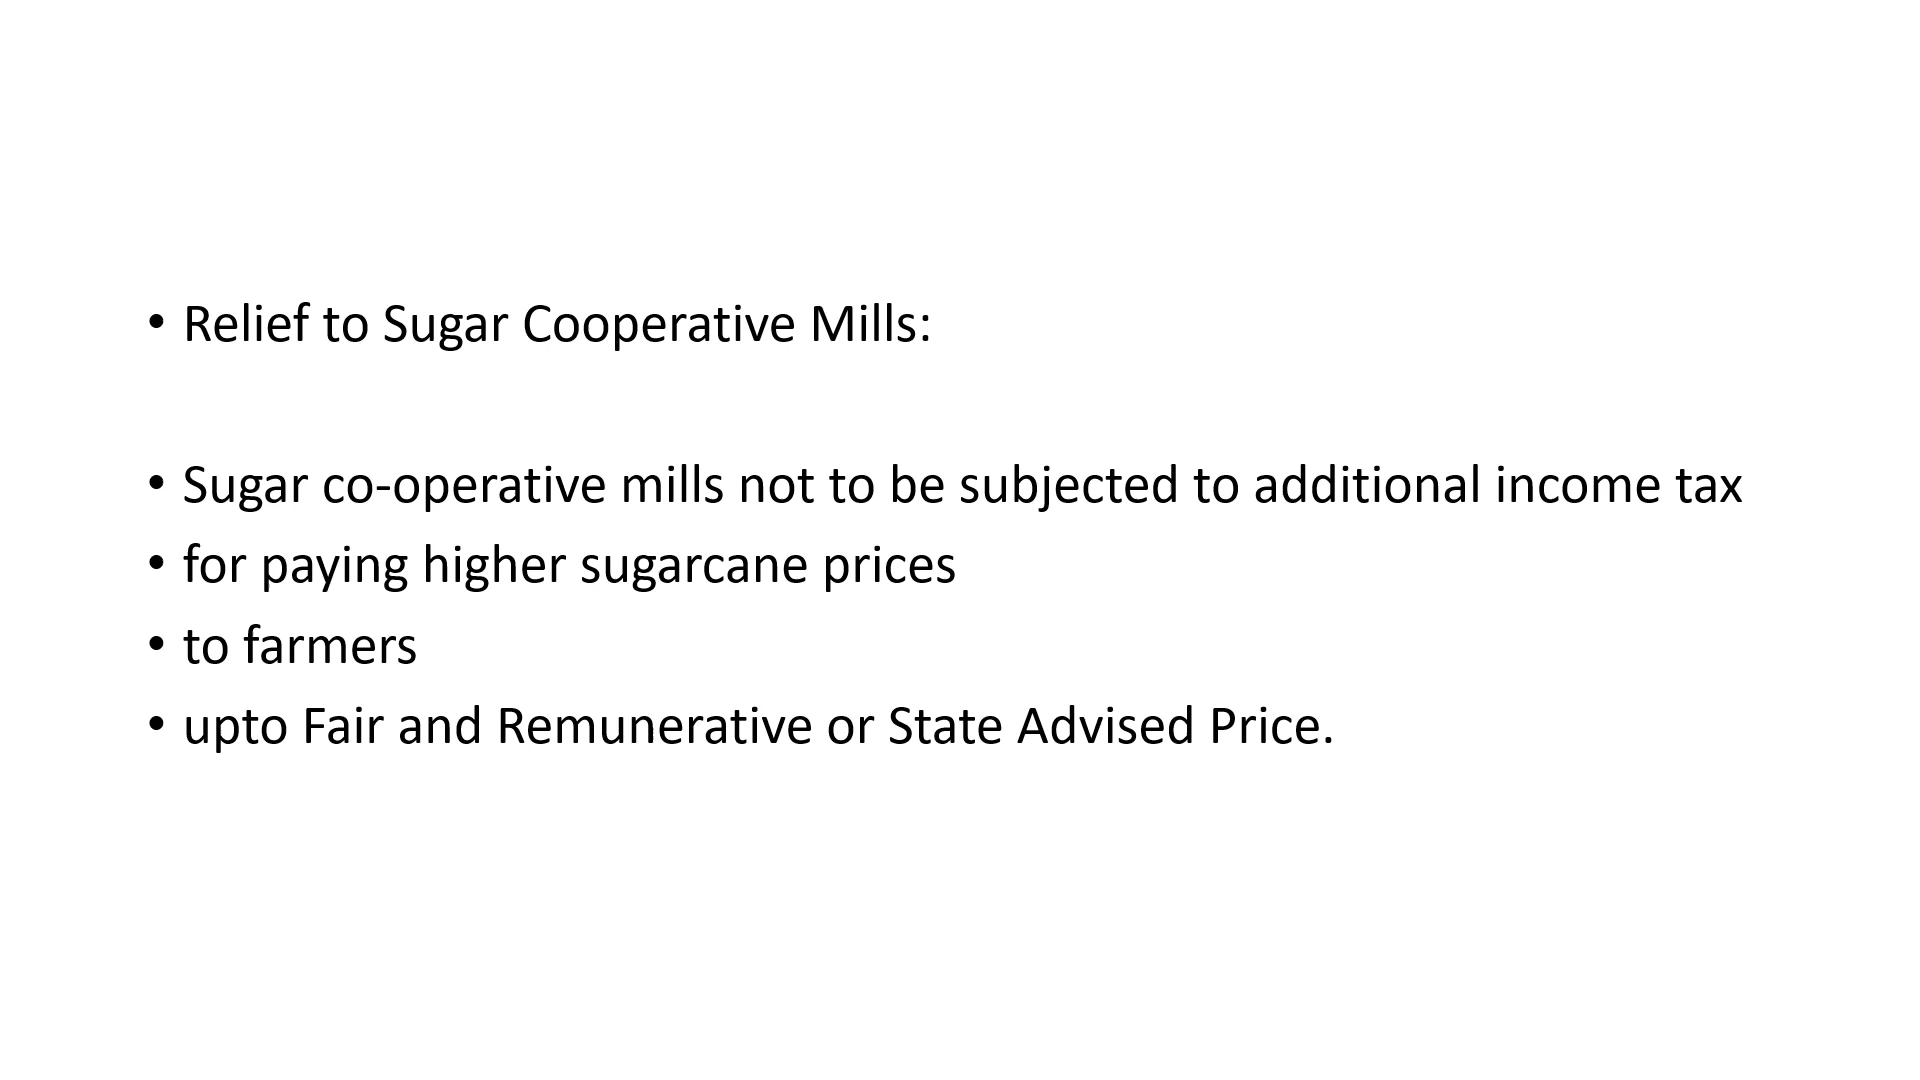 • Relief to Sugar Cooperative Mills:
• Sugar co-operative mills not to be subjected to additional income tax
• for paying higher sugarcane prices
• to farmers
• upto Fair and Remunerative or State Advised Price.